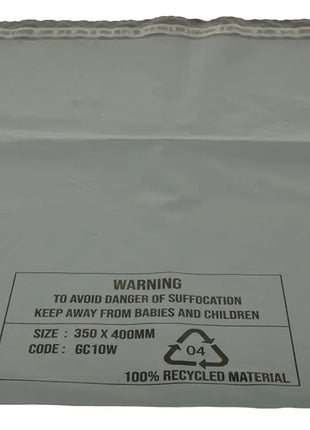 WARNING
TO AVOID DANGER OF SUFFOCATION
KEEP AWAY FROM BABIES AND CHILDREN
SIZE : 350 X 400MM
CODE : GC10W
04
100% RECYCLED MATERIAL